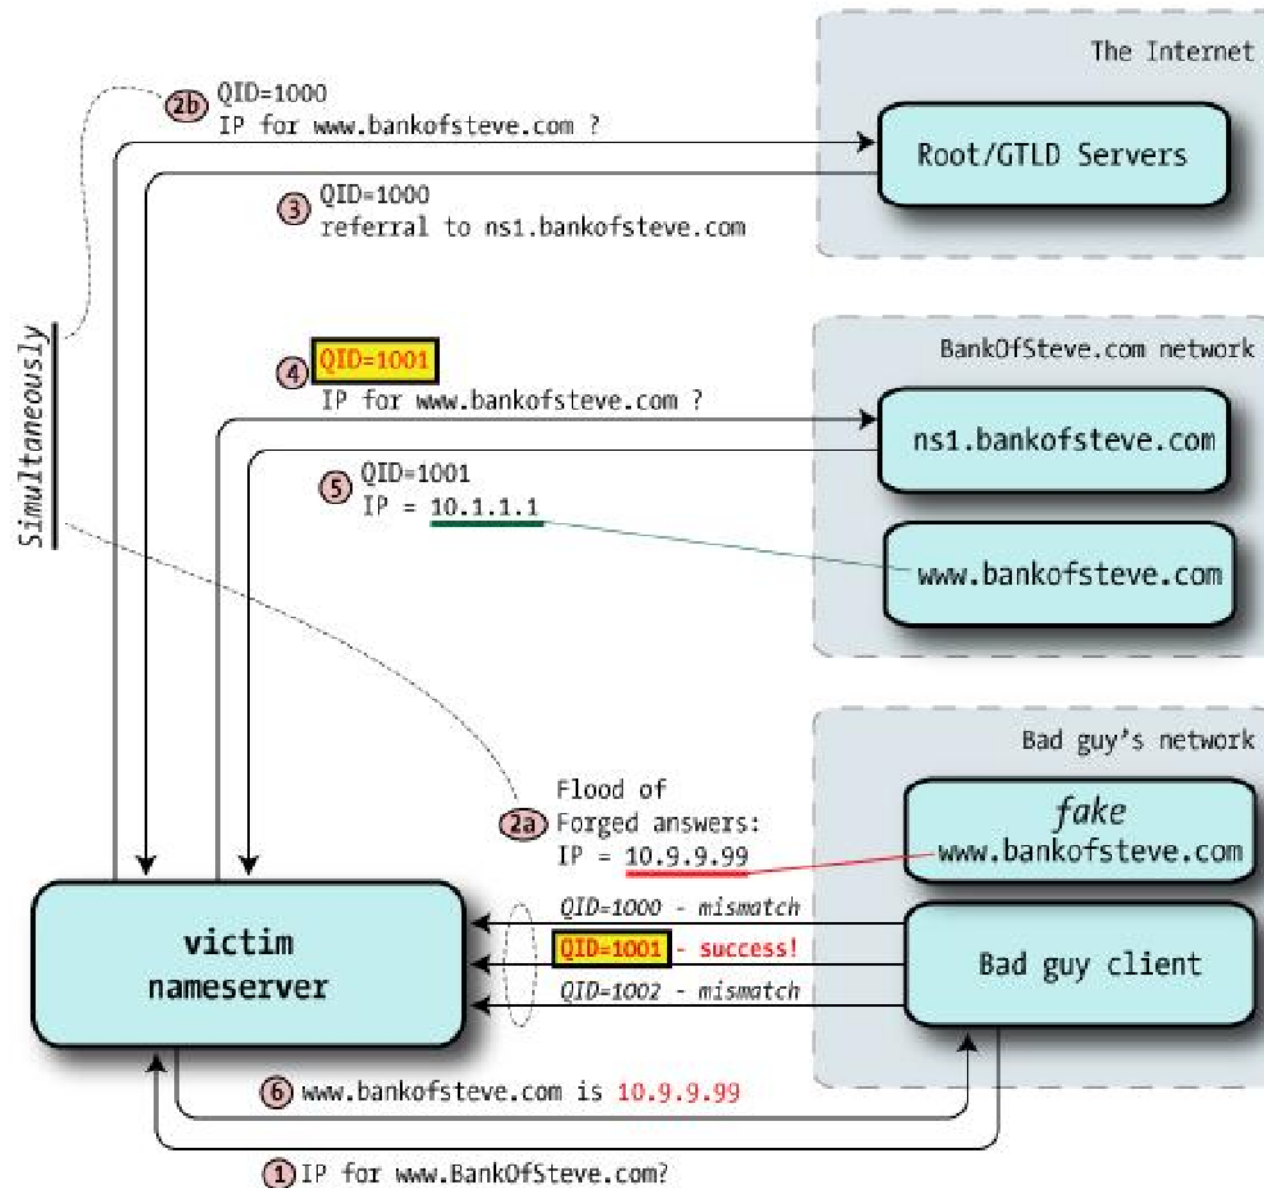 The Internet
2b
QID=1000
IP for www.bankofsteve.com ?
Root/GTLD Servers
3
QID=1000
referral to ns1.bankofsteve.com
Simultaneously
4
QID=1001
IP for www.bankofsteve.com ?
BankOfSteve.com network
ns1.bankofsteve.com
5
QID=1001
IP = 10.1.1.1
www.bankofsteve.com
Bad guy's network
2a
Flood of
Forged answers:
IP = 10.9.9.99
fake
www.bankofsteve.com
victim
nameserver
QID=1000 - mismatch
QID=1001 - success!
QID=1002 - mismatch
Bad guy client
6 www.bankofsteve.com is 10.9.9.99
1 IP for www.BankOfSteve.com?